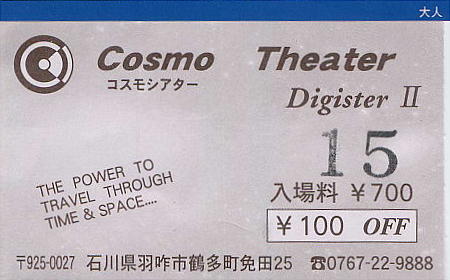 大人
Cosmo Theater
コスモシアター
Digister II
15
THE POWER TO
TRAVEL THROUGH
TIME & SPACE....
入場料 ¥700
¥100 OFF
〒925-0027 石川県羽咋市鶴多町免田25 ☎0767-22-9888